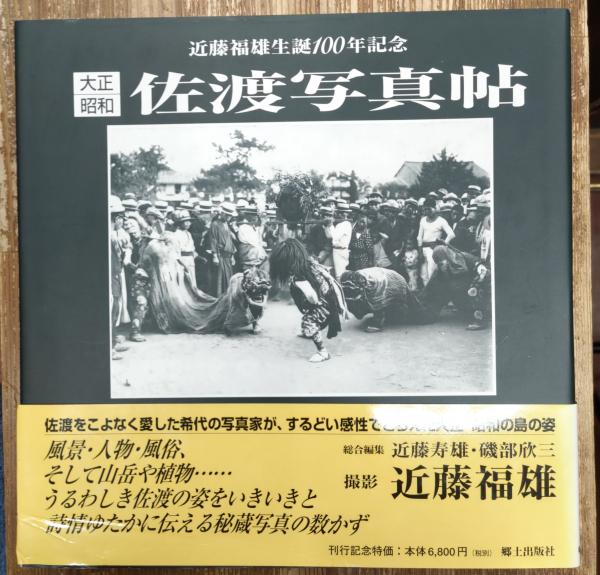 近藤福雄生誕100年記念
大正
昭和
佐渡写真帖
佐渡をこよなく愛した希代の写真家が、するどい感性で 昭和の島の姿
風景・人物・風俗、
そして山岳や植物……
うるわしき佐渡の姿をいきいきと
詩情ゆたかに伝える秘蔵写真の数かず
総合編集 近藤寿雄・磯部欣三
撮影 近藤福雄
刊行記念特価:本体6,800円(税別) 郷土出版社